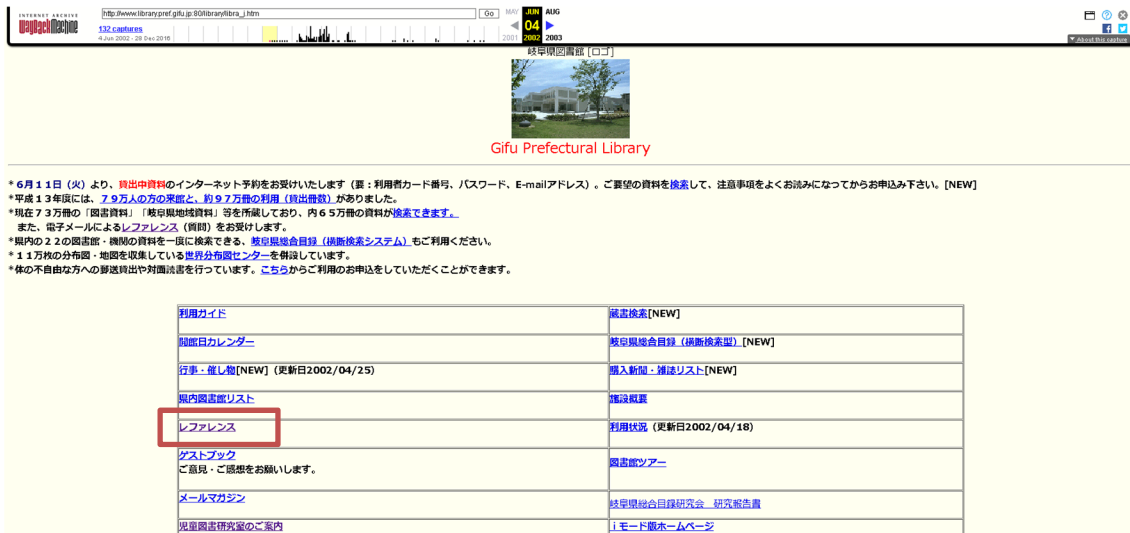 INTERNET ARCHIVE
WayBackMachine
http://www.library.pref.gifu.jp:80/library/libra_j.htm
Go
MAY JUN AUG
132 captures
04
4 Jun 2002 - 28 Dec 2016
2001 2002 2003
About this capture
岐阜県図書館 [ロゴ]
Gifu Prefectural Library
*6月11日（火）より、貸出中資料のインターネット予約をお受けいたします（要：利用者カード番号、パスワード、E-mailアドレス）。ご要望の資料を検索して、注意事項をよくお読みになってからお申込み下さい。[NEW]
*平成13年度には、７９万人の方の来館と、約９７万冊の利用（貸出冊数）がありました。
*現在７３万冊の「図書資料」「岐阜県地域資料」等を所蔵しており、内６５万冊の資料が検索できます。
また、電子メールによるレファレンス（質問）をお受けします。
*県内の２２の図書館・機関の資料を一度に検索できる、岐阜県総合目録（横断検索システム）もご利用ください。
*１１万枚の分布図・地図を収集している世界分布図センターを併設しています。
*体の不自由な方への郵送貸出や対面読書を行っています。こちらからご利用のお申込をしていただくことができます。
利用ガイド 蔵書検索[NEW]
開館日カレンダー 岐阜県総合目録（横断検索型）[NEW]
行事・催し物[NEW]（更新日2002/04/25） 購入新聞・雑誌リスト[NEW]
県内図書館リスト 施設概要
レファレンス 利用状況（更新日2002/04/18）
ゲストブック
ご意見・ご感想をお願いします。 図書館ツアー
メールマガジン 岐阜県総合目録研究会　研究報告書
児童図書研究室のご案内 ｉモード版ホームページ